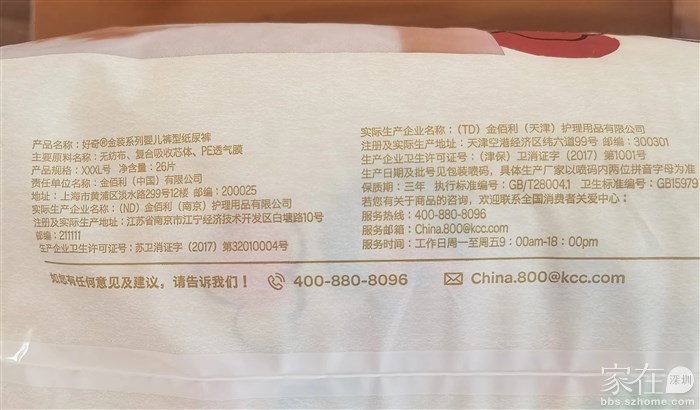 产品名称：好奇®金装系列婴儿裤型纸尿裤
主要原料名称：无纺布、复合吸收芯体、PE透气膜
产品规格：XXXL号 净含量：26片
责任单位名称：金佰利（中国）有限公司
地址：上海市黄浦区淡水路299号12楼 邮编：200025
实际生产企业名称：（ND）金佰利（南京）护理用品有限公司
注册及实际生产地址：江苏省南京市江宁经济技术开发区白塘路10号
邮编：211111
生产企业卫生许可证号：苏卫消证字（2017）第32010004号
实际生产企业名称：（TD）金佰利（天津）护理用品有限公司
注册及实际生产地址：天津空港经济区纬六道99号 邮编：300301
生产企业卫生许可证号：（津保）卫消证字（2017）第1001号
生产日期及批号见包装喷码，具体生产厂家以喷码内两位拼音字母为准
保质期：三年 执行标准编号：GB/T28004.1 卫生标准编号：GB15979
若您有关于商品的咨询，欢迎联系全国消费者关爱中心：
服务热线：400-880-8096
服务邮箱：China.800@kcc.com
服务时间：工作日周一至周五9：00am-18：00pm
如您有任何意见及建议，请告诉我们！ 400-880-8096 China.800@kcc.com
家在深圳
bbs.szhome.com